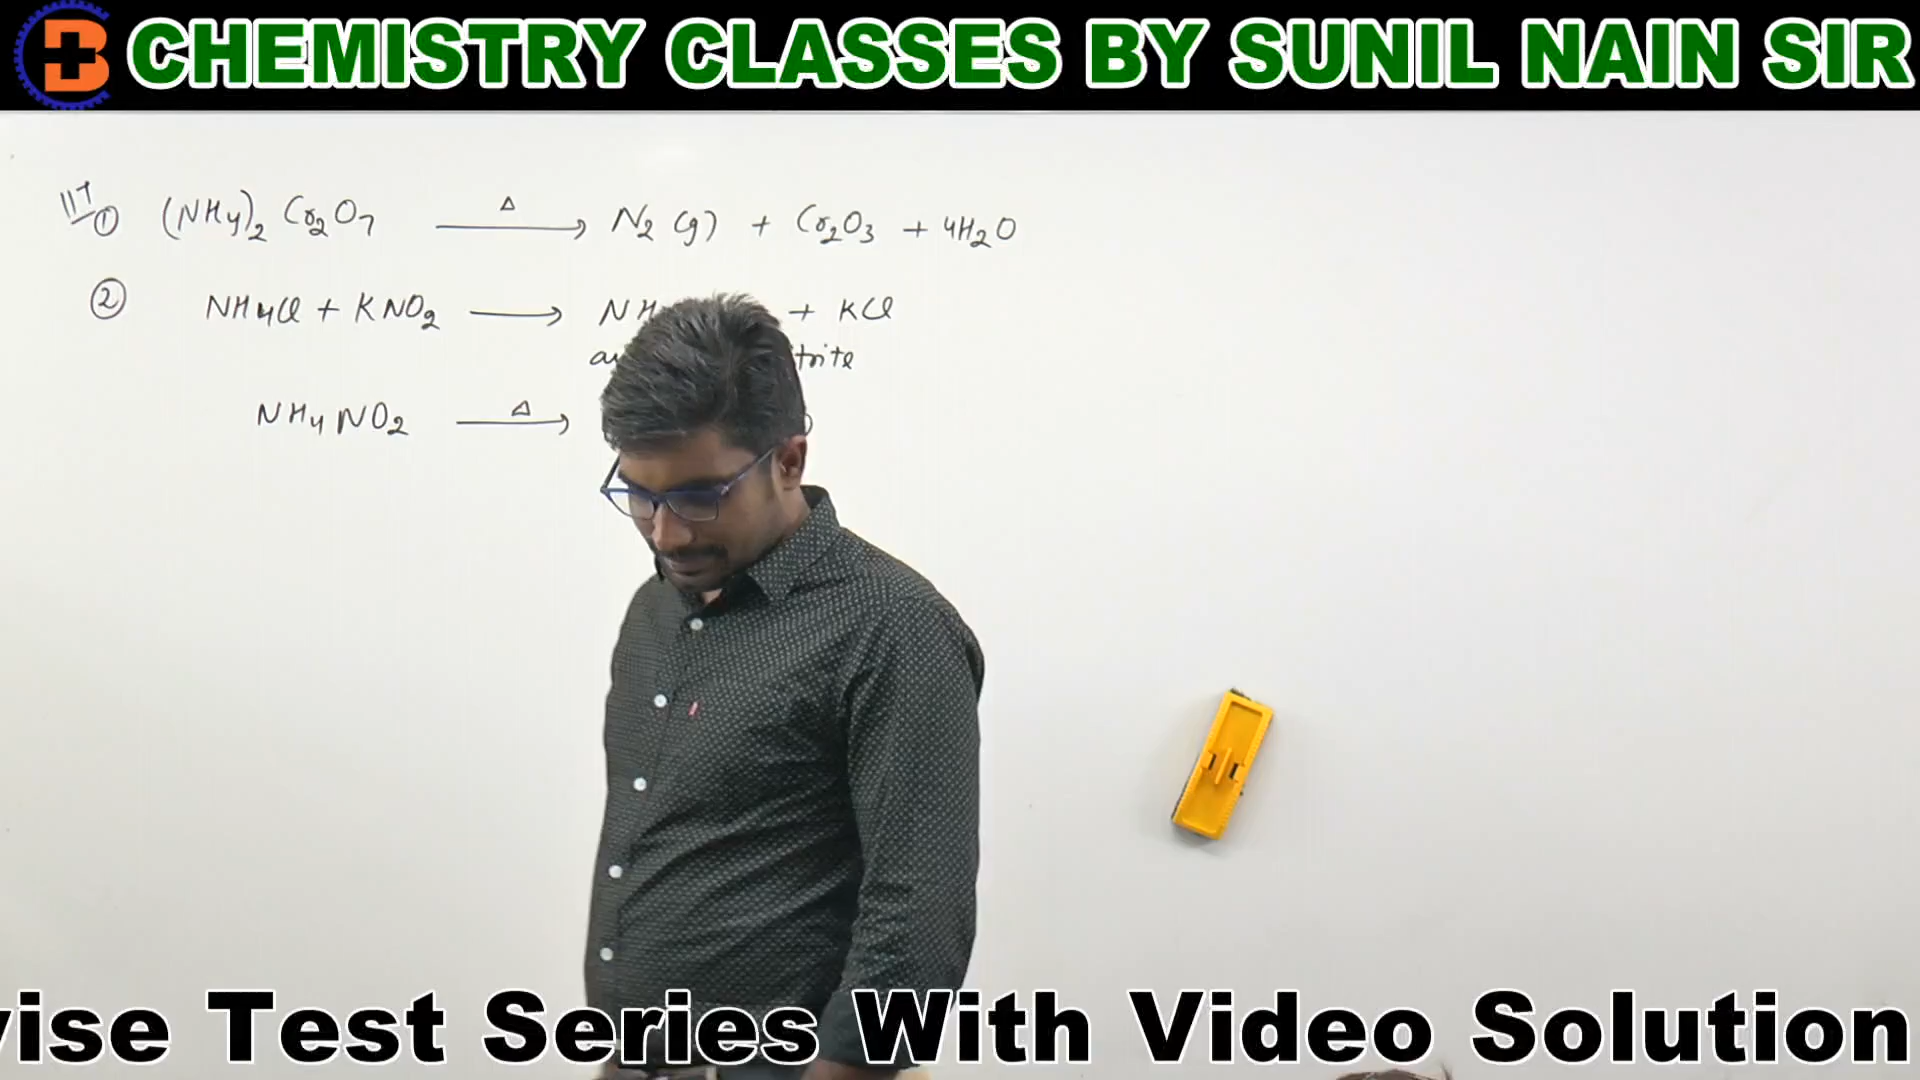 CHEMISTRY CLASSES BY SUNIL NAIN SIR
IIT ① (NH4)2 Cr2O7 —Δ→ N2 (g) + Cr2O3 + 4H2O
② NH4Cl + KNO2 ⟶ NH + KCl
trite
NH4NO2 —Δ→
Test Series With Video Solution